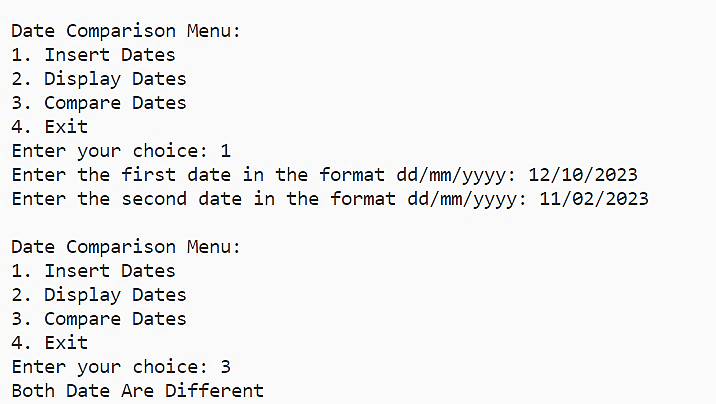 Date Comparison Menu:
1. Insert Dates
2. Display Dates
3. Compare Dates
4. Exit
Enter your choice: 1
Enter the first date in the format dd/mm/yyyy: 12/10/2023
Enter the second date in the format dd/mm/yyyy: 11/02/2023
Date Comparison Menu:
1. Insert Dates
2. Display Dates
3. Compare Dates
4. Exit
Enter your choice: 3
Both Date Are Different